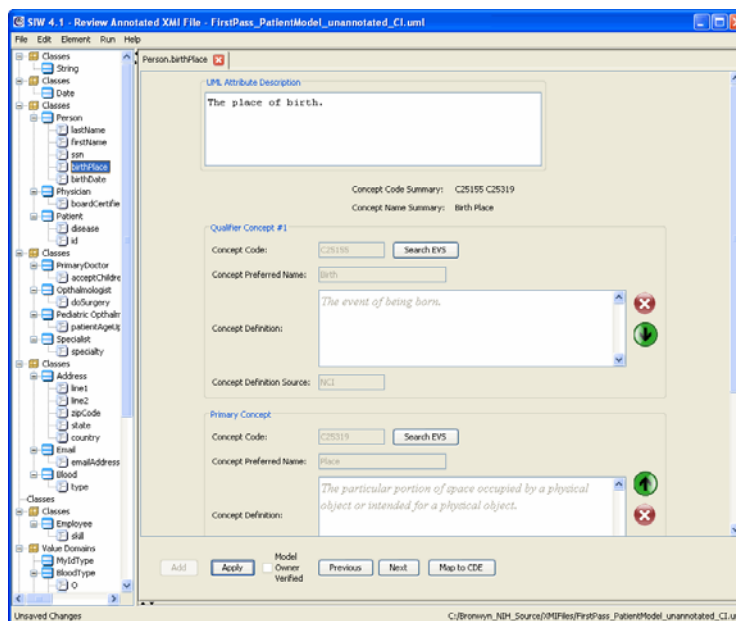 SIW 4.1 - Review Annotated XMI File - FirstPass_PatientModel_unannotated_CI.uml
File Edit Element Run Help
Classes
String
Classes
Date
Classes
Person
lastName
firstName
ssn
birthPlace
birthDate
Physician
boardCertifie
Patient
disease
id
Classes
PrimaryDoctor
acceptChildre
Opthalmologist
doSurgery
Pediatric Opthalm
patientAgeUp
Specialist
specialty
Classes
Address
line1
line2
zipCode
state
country
Email
emailAddress
Blood
type
Classes
Classes
Employee
skill
Value Domains
MyIdType
BloodType
O
Person.birthPlace
UML Attribute Description
The place of birth.
Concept Code Summary: C25155 C25319
Concept Name Summary: Birth Place
Qualifier Concept #1
Concept Code: C25155 Search EVS
Concept Preferred Name: Birth
The event of being born.
Concept Definition:
Concept Definition Source: NCI
Primary Concept
Concept Code: C25319 Search EVS
Concept Preferred Name: Place
The particular portion of space occupied by a physical
object or intended for a physical object.
Concept Definition:
Add Apply Model Owner Verified Previous Next Map to CDE
Unsaved Changes C:/Bronwyn_NIH_Source/XMIFiles/FirstPass_PatientModel_unannotated_CI.um